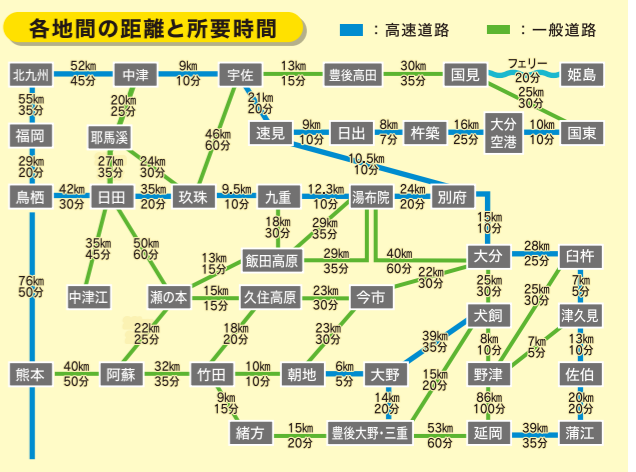 各地間の距離と所要時間
：高速道路
：一般道路
北九州
52km
45分
中津
9km
10分
宇佐
13km
15分
豊後高田
30km
35分
国見
フェリー
20分
姫島
55km
35分
20km
25分
21km
20分
25km
30分
福岡
耶馬溪
46km
60分
速見
9km
10分
日出
8km
7分
杵築
16km
25分
大分
空港
10km
10分
国東
29km
20分
27km
35分
24km
30分
10.5km
10分
鳥栖
42km
30分
日田
35km
20分
玖珠
9.5km
10分
九重
12.3km
10分
湯布院
24km
20分
別府
18km
30分
29km
35分
15km
10分
35km
45分
50km
60分
13km
15分
飯田高原
29km
35分
40km
60分
大分
28km
25分
臼杵
76km
50分
22km
30分
25km
30分
25km
30分
7km
5分
中津江
瀬の本
15km
15分
久住高原
23km
30分
今市
犬飼
津久見
22km
25分
18km
20分
23km
30分
39km
35分
8km
10分
7km
5分
13km
10分
熊本
40km
50分
阿蘇
32km
35分
竹田
10km
10分
朝地
6km
5分
大野
15km
20分
野津
佐伯
9km
15分
14km
20分
86km
100分
20km
20分
緒方
15km
20分
豊後大野・三重
53km
60分
延岡
39km
35分
蒲江